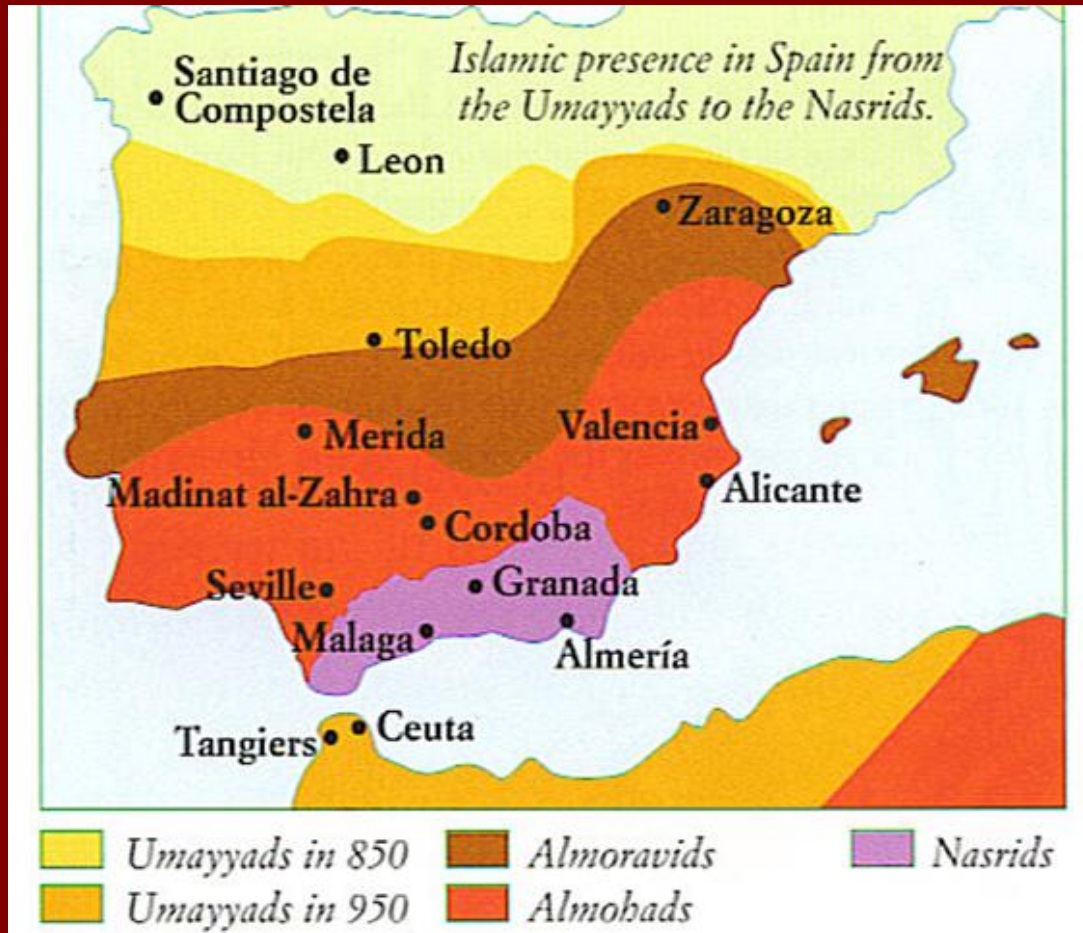 Islamic presence in Spain from
the Umayyads to the Nasrids.
Santiago de
Compostela
Leon
Zaragoza
Toledo
Merida
Valencia
Madinat al-Zahra
Alicante
Cordoba
Seville
Granada
Malaga
Almería
Tangiers
Ceuta
Umayyads in 850
Almoravids
Nasrids
Umayyads in 950
Almohads